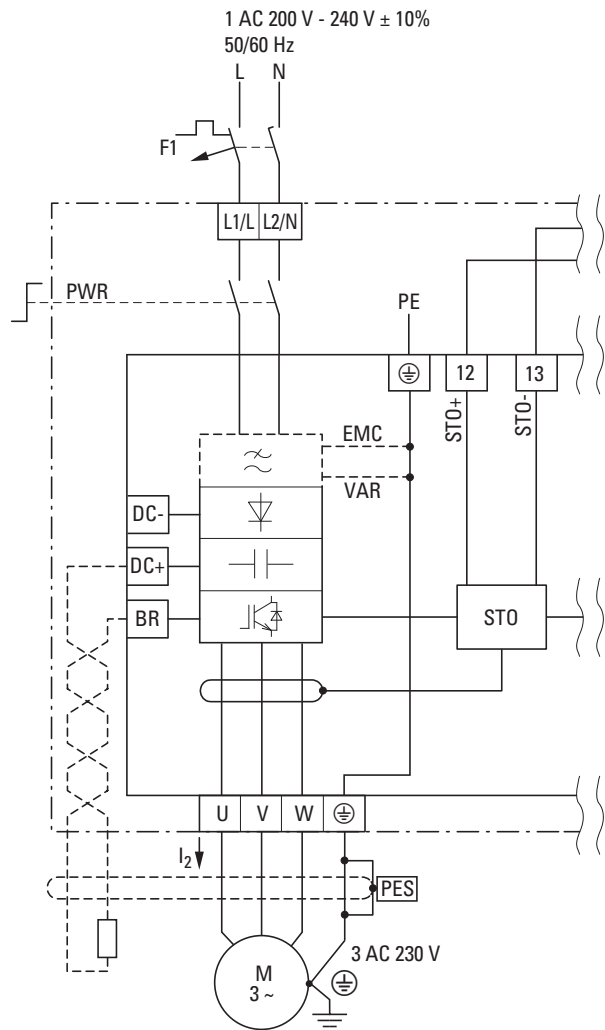 1 AC 200 V - 240 V ± 10%
50/60 Hz
L N
F1
L1/L L2/N
PWR
PE
12 13
STO+ STO-
EMC
VAR
DC-
DC+
BR
STO
U V W
I₂
PES
3 AC 230 V
M
3 ~